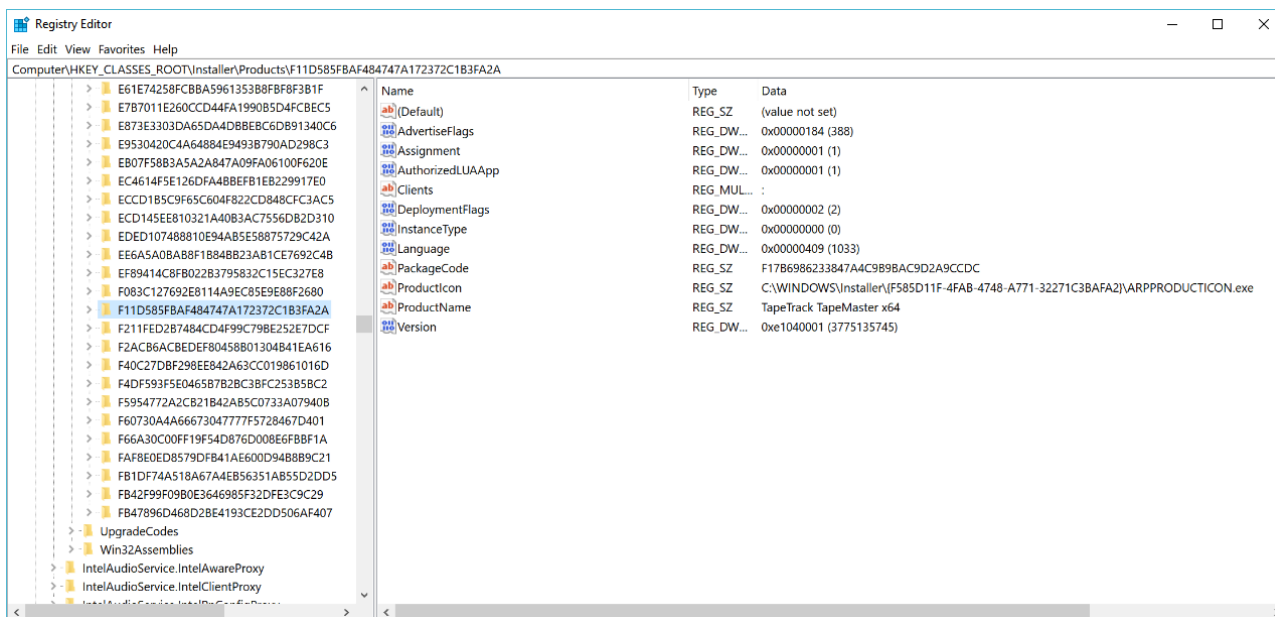 Registry Editor
File Edit View Favorites Help
Computer\HKEY_CLASSES_ROOT\Installer\Products\F11D585FBAF484747A172372C1B3FA2A
E61E74258FCBBA5961353B8FBF8F3B1F
E7B7011E260CCD44FA1990B5D4FCBEC5
E873E3303DA65DA4DBBEBC6DB91340C6
E9530420C4A64884E9493B790AD298C3
EB07F58B3A5A2A847A09FA06100F620E
EC4614F5E126DFA4BBEFB1EB229917E0
ECCD1B5C9F65C604F822CD848CFC3AC5
ECD145EE810321A40B3AC7556DB2D310
EDED107488810E94AB5E58875729C42A
EE6A5A0BAB8F1B84BB23AB1CE7692C4B
EF89414C8FB022B3795832C15EC327E8
F083C127692E8114A9EC85E9E88F2680
F11D585FBAF484747A172372C1B3FA2A
F211FED2B7484CD4F99C79BE252E7DCF
F2ACB6ACBEDEF80458B01304B41EA616
F40C27DBF298EE842A63CC019861016D
F4DF593F5E0465B7B2BC3BFC253B5BC2
F5954772A2CB21B42AB5C0733A07940B
F60730A4A66673047777F5728467D401
F66A30C00FF19F54D876D008E6FBBF1A
FAF8E0ED8579DFB41AE600D94B8B9C21
FB1DF74A518A67A4EB56351AB55D2DD5
FB42F99F09B0E3646985F32DFE3C9C29
FB47896D468D2BE4193CE2DD506AF407
UpgradeCodes
Win32Assemblies
IntelAudioService.IntelAwareProxy
IntelAudioService.IntelClientProxy
Name Type Data
(Default) REG_SZ (value not set)
AdvertiseFlags REG_DW... 0x00000184 (388)
Assignment REG_DW... 0x00000001 (1)
AuthorizedLUAApp REG_DW... 0x00000001 (1)
Clients REG_MUL... :
DeploymentFlags REG_DW... 0x00000002 (2)
InstanceType REG_DW... 0x00000000 (0)
Language REG_DW... 0x00000409 (1033)
PackageCode REG_SZ F17B6986233847A4C9B9BAC9D2A9CCDC
ProductIcon REG_SZ C:\WINDOWS\Installer\{F585D11F-4FAB-4748-A771-32271C3BAFA2}\ARPPRODUCTICON.exe
ProductName REG_SZ TapeTrack TapeMaster x64
Version REG_DW... 0xe1040001 (3775135745)